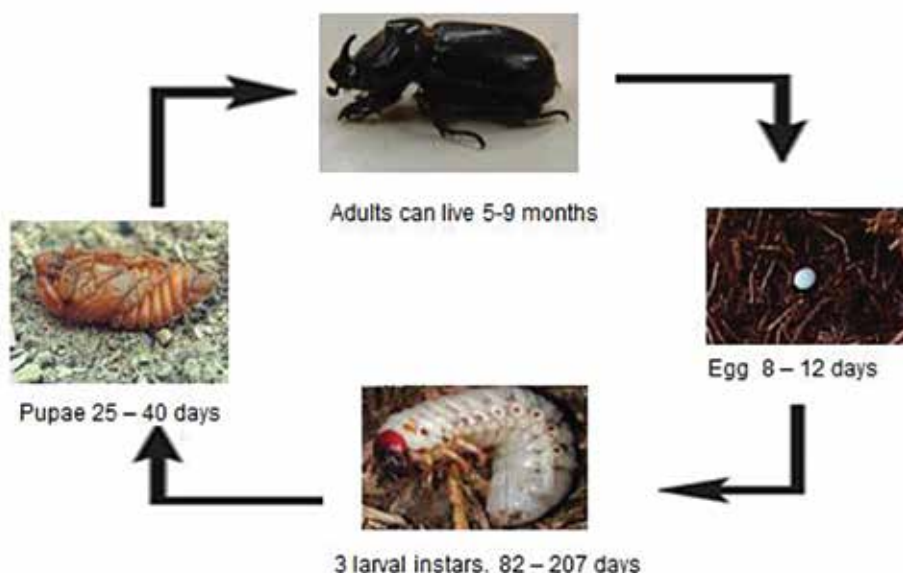 Adults can live 5-9 months
Egg 8 – 12 days
3 larval instars, 82 – 207 days
Pupae 25 – 40 days